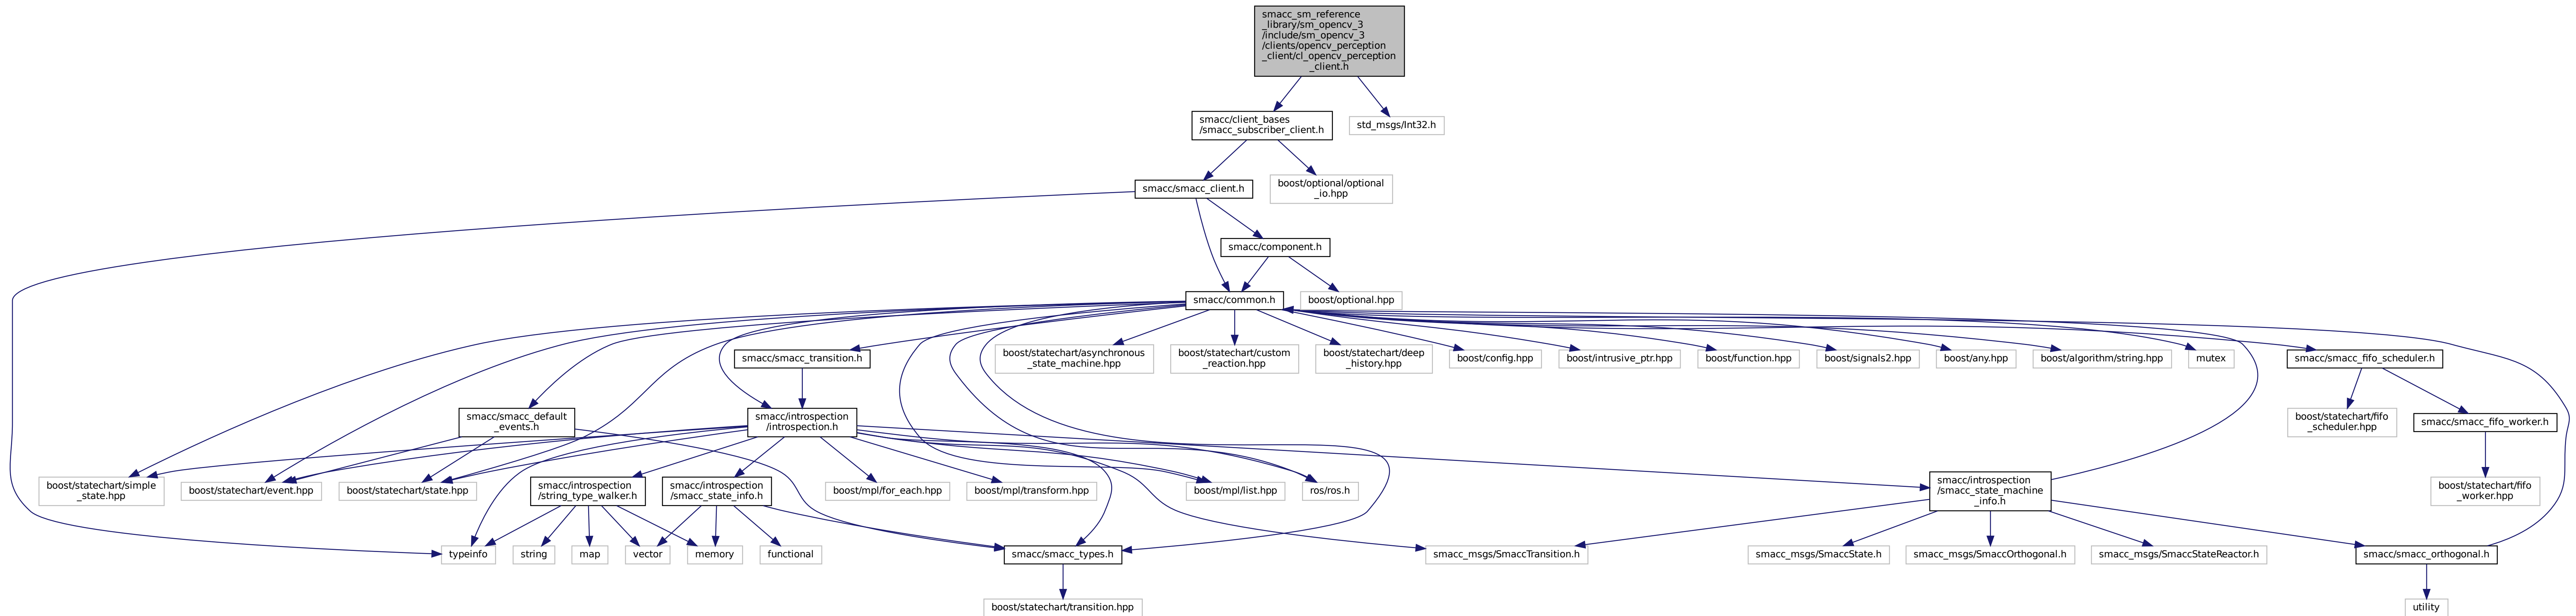 smacc_sm_reference
_library/sm_opencv_3
/include/sm_opencv_3
/clients/opencv_perception
_client/cl_opencv_perception
_client.h
smacc/client_bases
/smacc_subscriber_client.h
std_msgs/Int32.h
smacc/smacc_client.h
boost/optional/optional
_io.hpp
smacc/component.h
smacc/common.h
boost/optional.hpp
smacc/smacc_transition.h
boost/statechart/asynchronous
_state_machine.hpp
boost/statechart/custom
_reaction.hpp
boost/statechart/deep
_history.hpp
boost/config.hpp
boost/intrusive_ptr.hpp
boost/function.hpp
boost/signals2.hpp
boost/any.hpp
boost/algorithm/string.hpp
mutex
smacc/smacc_fifo_scheduler.h
smacc/smacc_default
_events.h
smacc/introspection
/introspection.h
boost/statechart/fifo
_scheduler.hpp
smacc/smacc_fifo_worker.h
boost/statechart/simple
_state.hpp
boost/statechart/event.hpp
boost/statechart/state.hpp
smacc/introspection
/string_type_walker.h
smacc/introspection
/smacc_state_info.h
boost/mpl/for_each.hpp
boost/mpl/transform.hpp
boost/mpl/list.hpp
ros/ros.h
smacc/introspection
/smacc_state_machine
_info.h
boost/statechart/fifo
_worker.hpp
typeinfo
string
map
vector
memory
functional
smacc/smacc_types.h
smacc_msgs/SmaccTransition.h
smacc_msgs/SmaccState.h
smacc_msgs/SmaccOrthogonal.h
smacc_msgs/SmaccStateReactor.h
smacc/smacc_orthogonal.h
boost/statechart/transition.hpp
utility